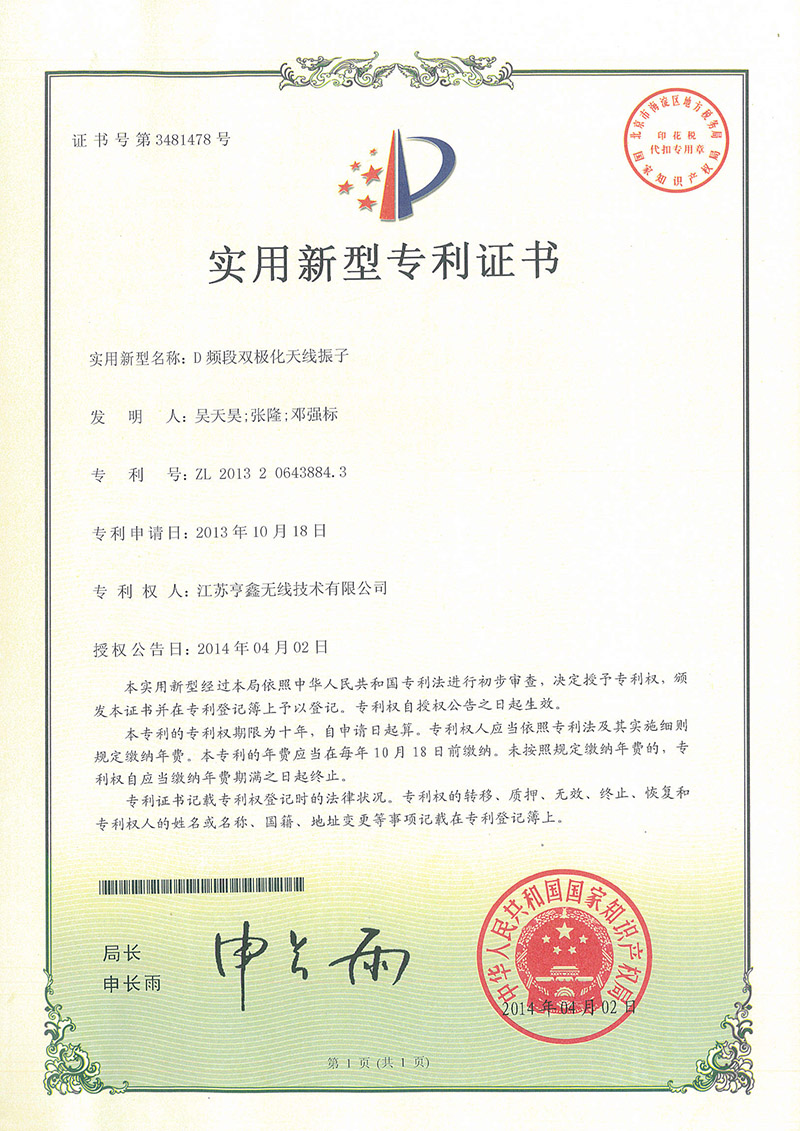 证书号第3481478号
北京市海淀区地方税务局
印花税
代扣专用章
国家知识产权局
实用新型专利证书
实用新型名称：D频段双极化天线振子
发明人：吴天昊;张隆;邓强标
专利号：ZL 2013 2 0643884.3
专利申请日：2013年10月18日
专利权人：江苏亨鑫无线技术有限公司
授权公告日：2014年04月02日
本实用新型经过本局依照中华人民共和国专利法进行初步审查，决定授予专利权，颁
发本证书并在专利登记簿上予以登记。专利权自授权公告之日起生效。
本专利的专利权期限为十年，自申请日起算。专利权人应当依照专利法及其实施细则
规定缴纳年费。本专利的年费应当在每年10月18日前缴纳。未按照规定缴纳年费的，专
利权自应当缴纳年费期满之日起终止。
专利证书记载专利权登记时的法律状况。专利权的转移、质押、无效、终止、恢复和
专利权人的姓名或名称、国籍、地址变更等事项记载在专利登记簿上。
局长
申长雨
申长雨
中华人民共和国国家知识产权局
2014年04月02日
第1页(共1页)